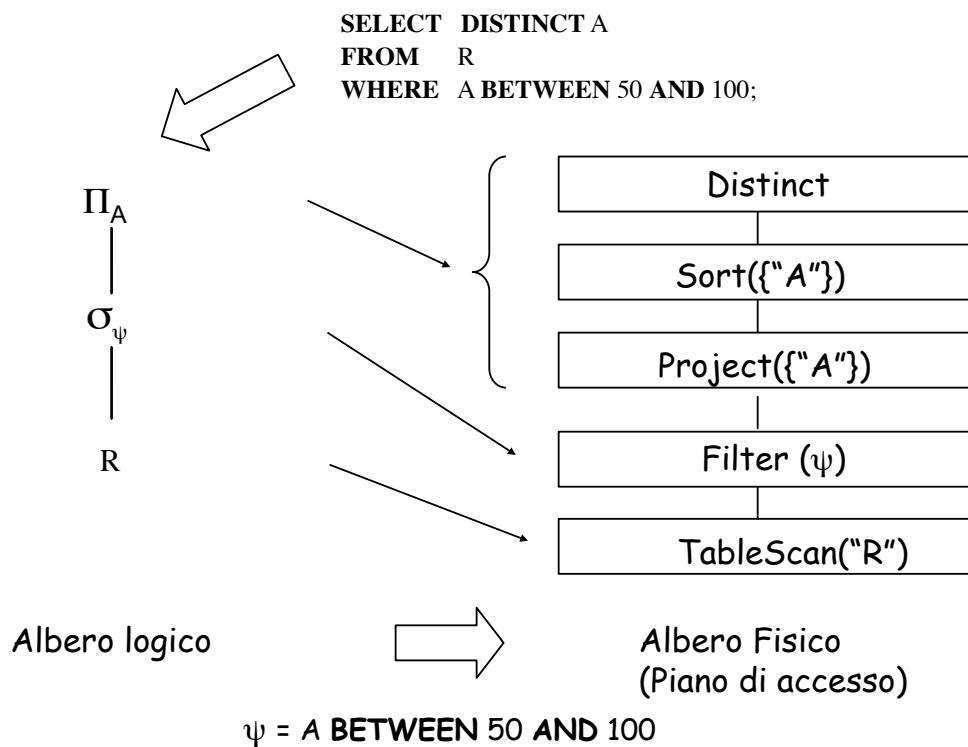 SELECT DISTINCT A
FROM R
WHERE A BETWEEN 50 AND 100;
Π_A
σ_ψ
R
Distinct
Sort({“A”})
Project({“A”})
Filter (ψ)
TableScan(“R”)
Albero logico
Albero Fisico
(Piano di accesso)
ψ = A BETWEEN 50 AND 100